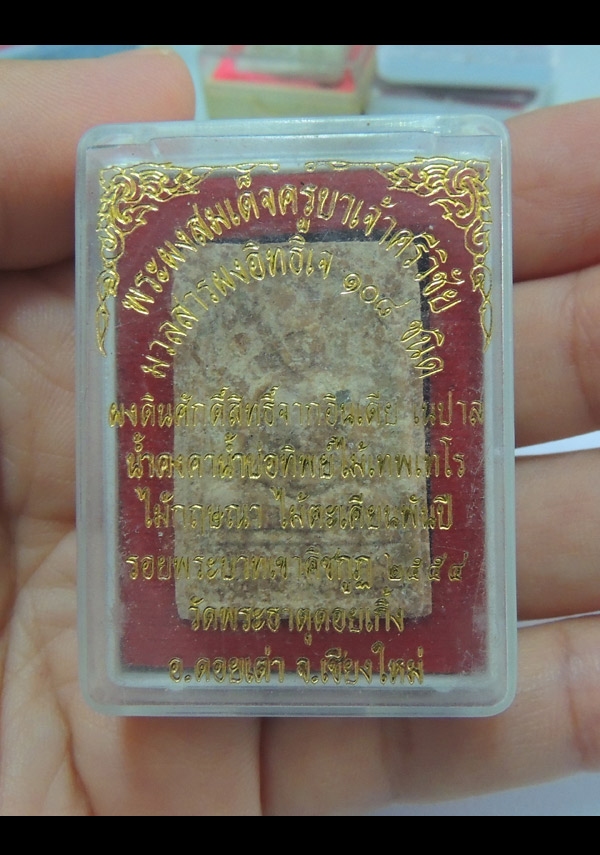 พระผงสมเด็จครูบาเจ้าศรีวิชัย
มวลสารผงอิทธิเจ ๑๐๘ ชนิด
ผงดินศักดิ์สิทธิ์จากอินเดีย เนปาล
น้ำคงคาน้ำบ่อทิพย์ไม้เทพเทโร
ไม้กฤษณา ไม้ตะเคียนพันปี
รอยพระบาทเขาคิชกูฏ ๒๕๕๔
วัดพระธาตุดอยเกิ้ง
อ.ดอยเต่า จ.เชียงใหม่